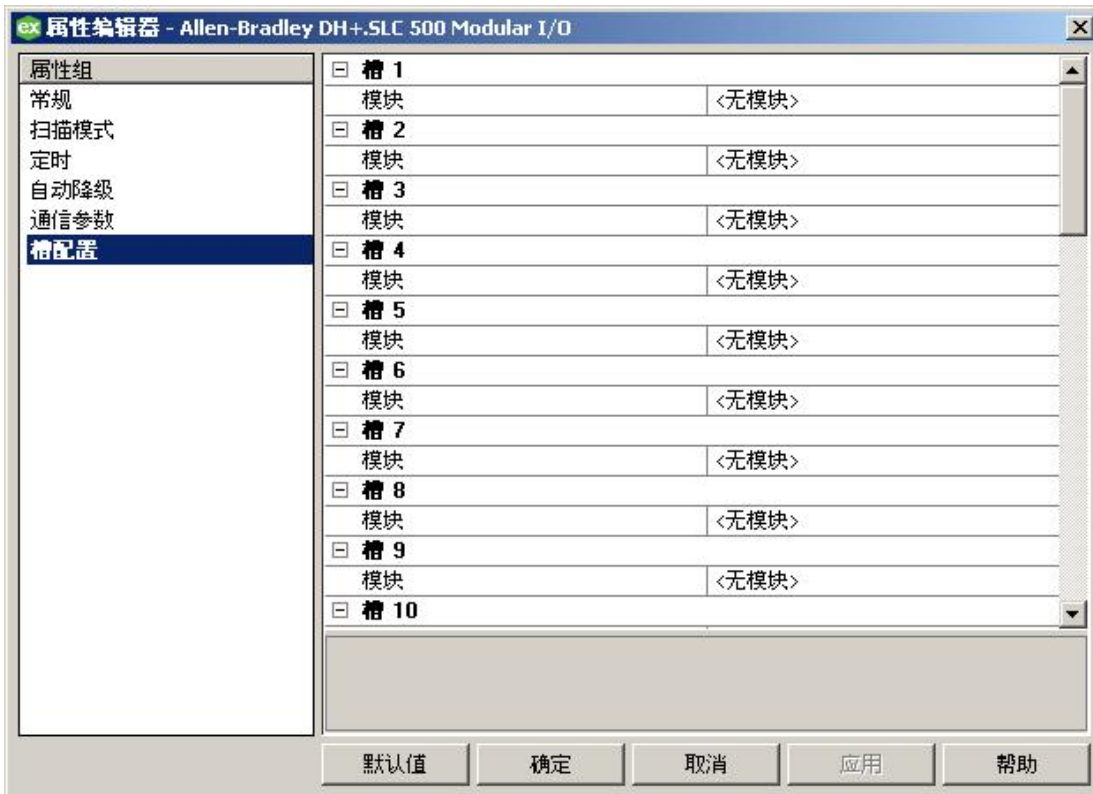 ex 属性编辑器 - Allen-Bradley DH+.SLC 500 Modular I/O
属性组
常规
扫描模式
定时
自动降级
通信参数
槽配置
槽 1
模块 <无模块>
槽 2
模块 <无模块>
槽 3
模块 <无模块>
槽 4
模块 <无模块>
槽 5
模块 <无模块>
槽 6
模块 <无模块>
槽 7
模块 <无模块>
槽 8
模块 <无模块>
槽 9
模块 <无模块>
槽 10
默认值 确定 取消 应用 帮助